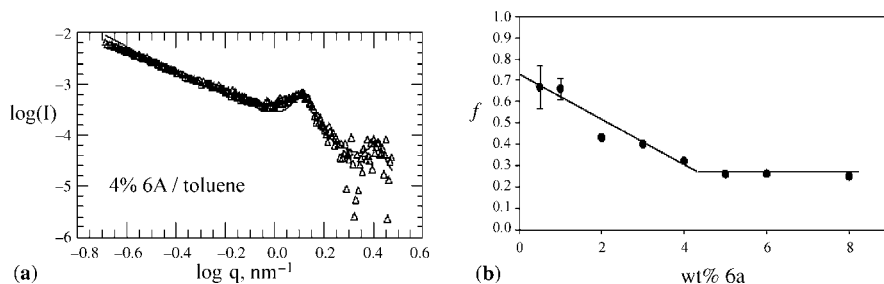 −2
−3
log(I)
−4
−5
−6
4% 6A / toluene
−0.8 −0.6 −0.4 −0.2 0.0 0.2 0.4 0.6
log q, nm−1
(a)
1.0
0.9
0.8
0.7
0.6
f
0.5
0.4
0.3
0.2
0.1
0.0
0 2 4 6 8
wt% 6a
(b)